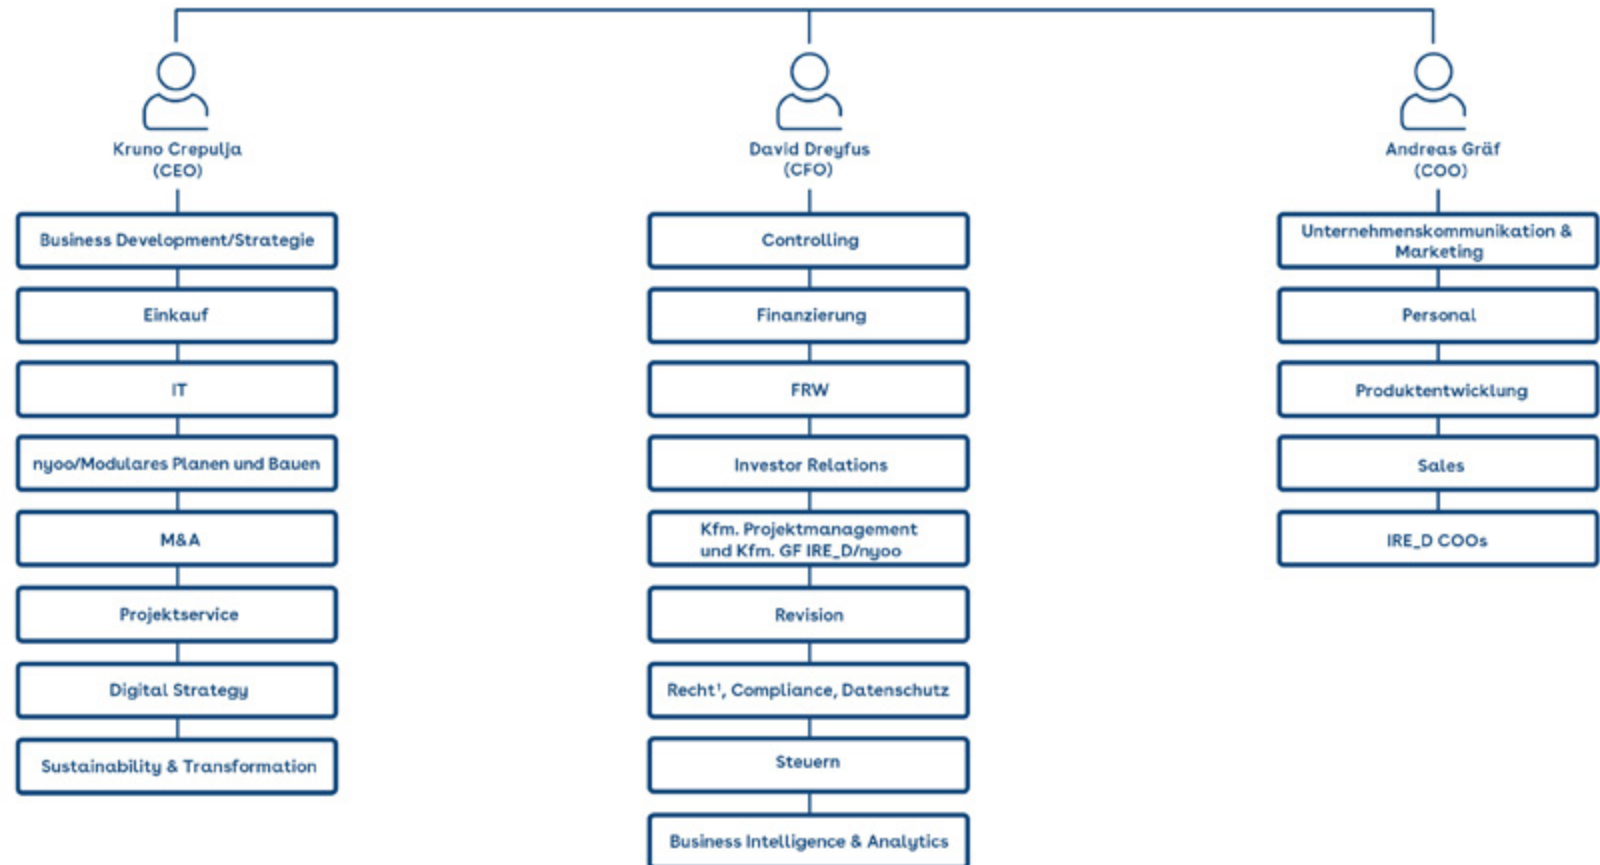 Kruno Crepulja
(CEO)
Business Development/Strategie
Einkauf
IT
nyoo/Modulares Planen und Bauen
M&A
Projektservice
Digital Strategy
Sustainability & Transformation
David Dreyfus
(CFO)
Controlling
Finanzierung
FRW
Investor Relations
Kfm. Projektmanagement
und Kfm. GF IRE_D/nyoo
Revision
Recht¹, Compliance, Datenschutz
Steuern
Business Intelligence & Analytics
Andreas Gräf
(COO)
Unternehmenskommunikation &
Marketing
Personal
Produktentwicklung
Sales
IRE_D COOs